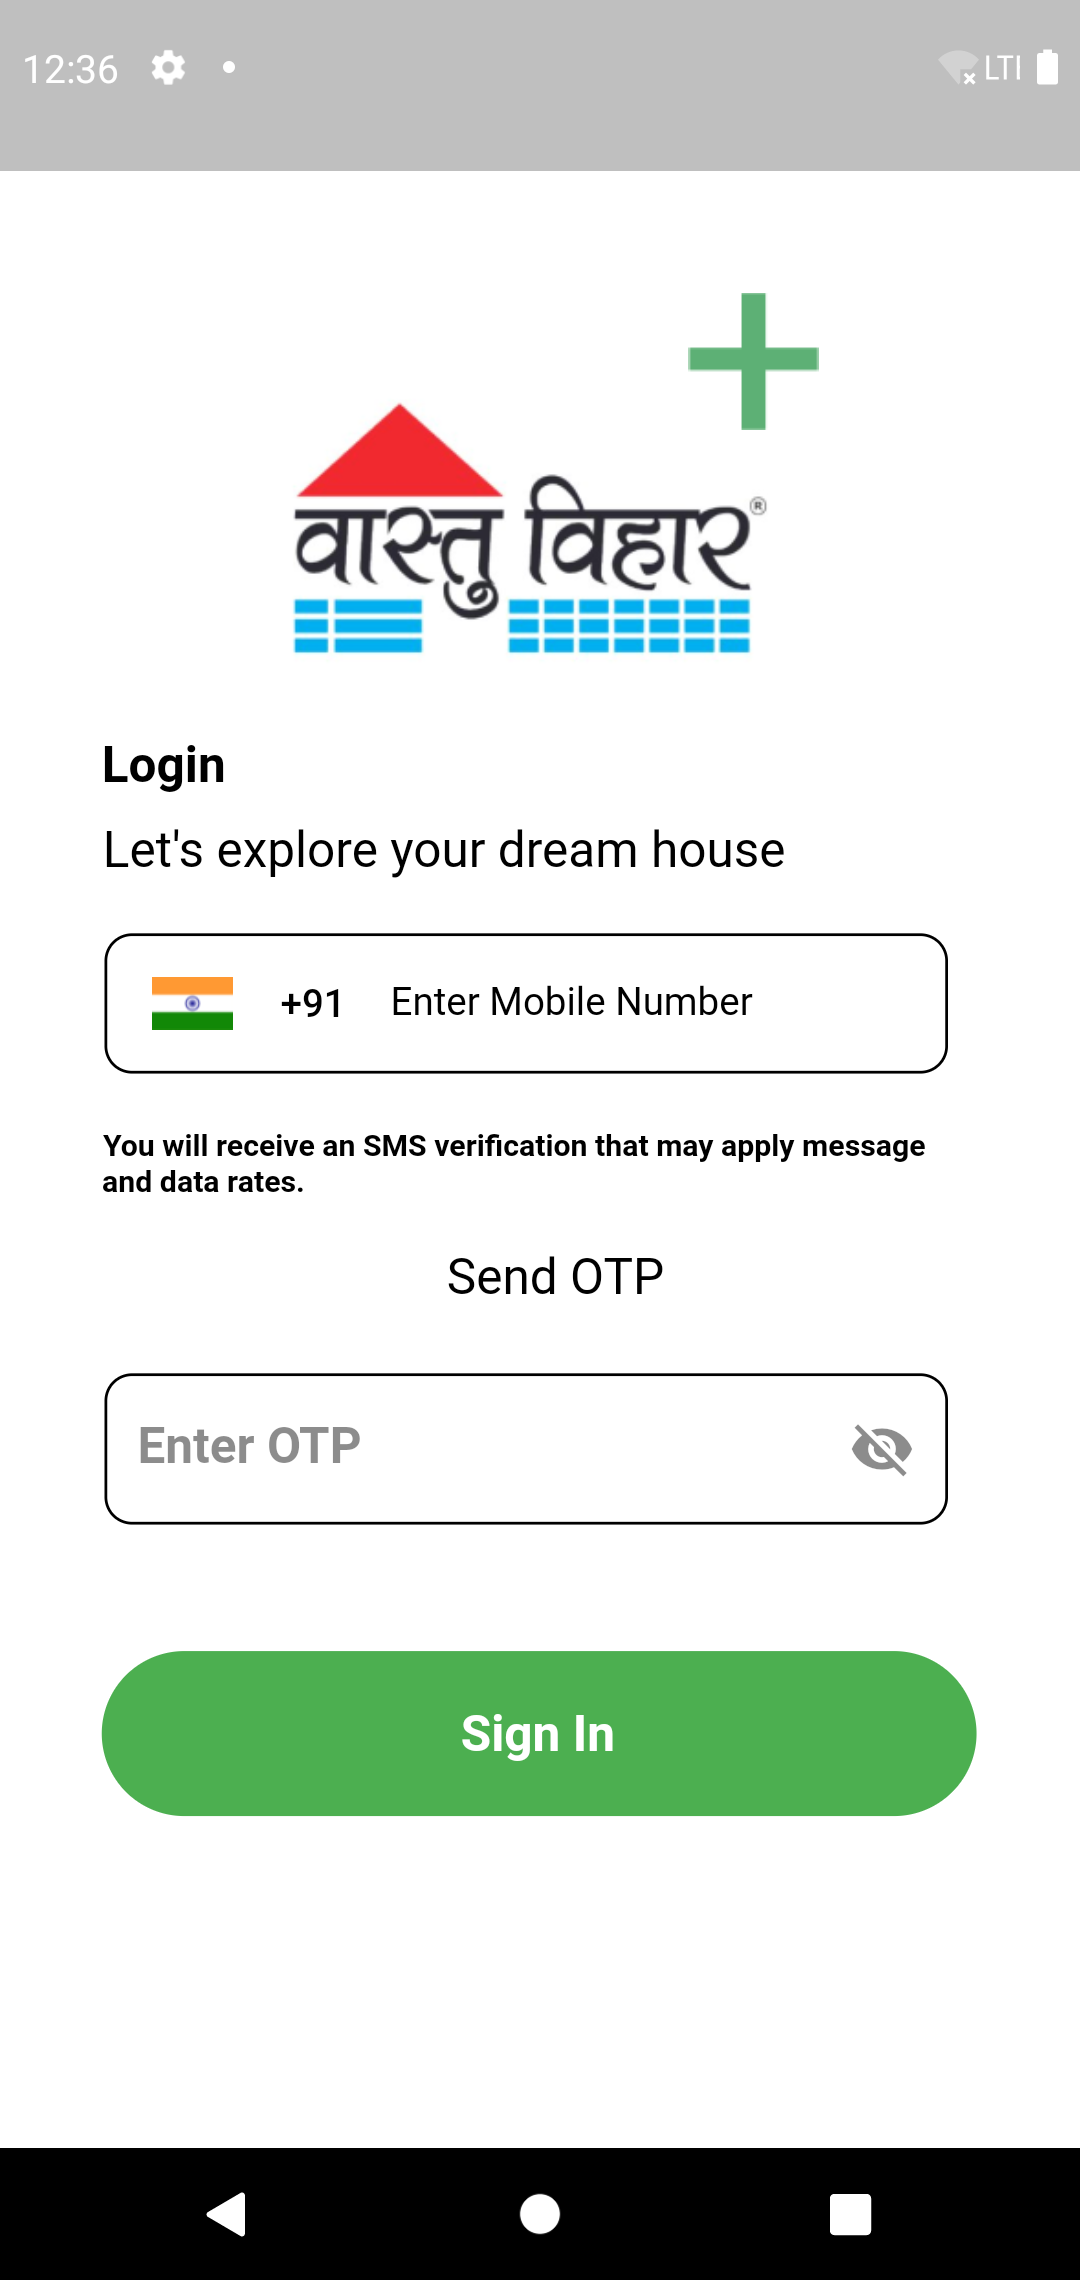 12:36
LTI
वास्तु विहार®
Login
Let's explore your dream house
+91 Enter Mobile Number
You will receive an SMS verification that may apply message
and data rates.
Send OTP
Enter OTP
Sign In